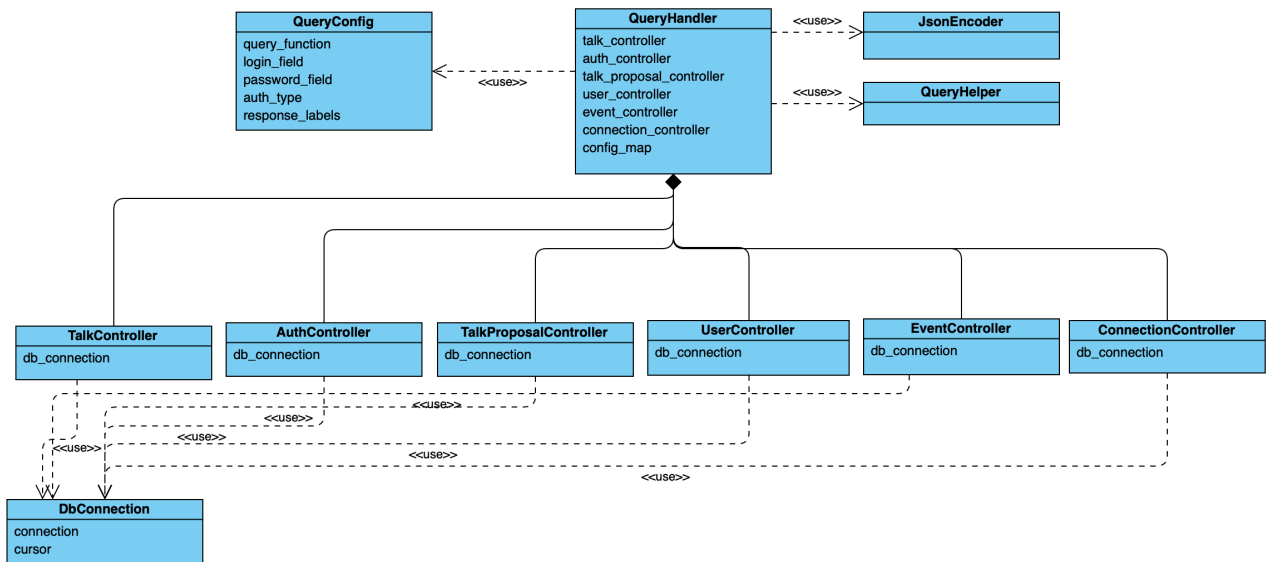 QueryConfig
query_function
login_field
password_field
auth_type
response_labels
<<use>>
QueryHandler
talk_controller
auth_controller
talk_proposal_controller
user_controller
event_controller
connection_controller
config_map
<<use>>
JsonEncoder
<<use>>
QueryHelper
TalkController
db_connection
AuthController
db_connection
TalkProposalController
db_connection
UserController
db_connection
EventController
db_connection
ConnectionController
db_connection
<<use>>
<<use>>
<<use>>
<<use>>
<<use>>
<<use>>
DbConnection
connection
cursor